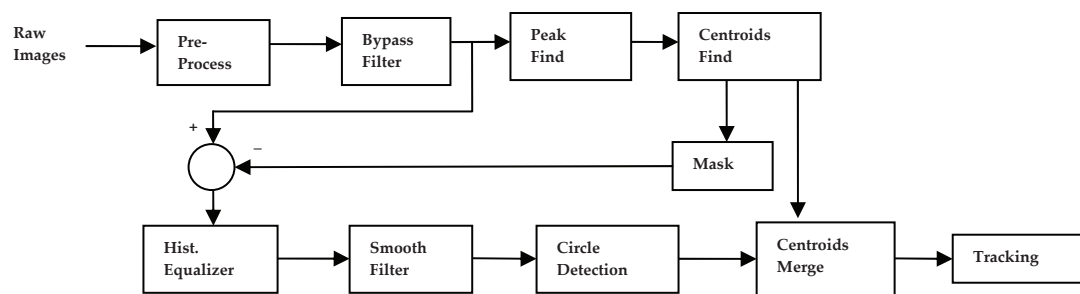 Raw
Images
Pre-
Process
Bypass
Filter
Peak
Find
Centroids
Find
+
–
Mask
Hist.
Equalizer
Smooth
Filter
Circle
Detection
Centroids
Merge
Tracking